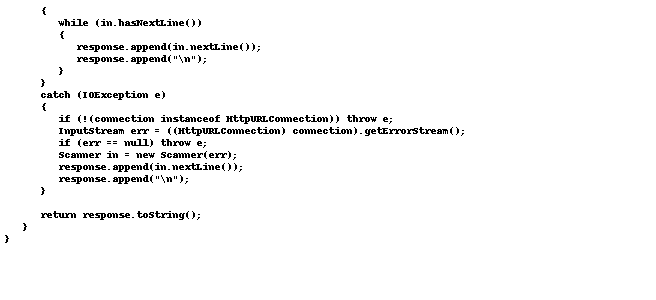 {
while (in.hasNextLine())
{
response.append(in.nextLine());
response.append("\n");
}
}
catch (IOException e)
{
if (!(connection instanceof HttpURLConnection)) throw e;
InputStream err = ((HttpURLConnection) connection).getErrorStream();
if (err == null) throw e;
Scanner in = new Scanner(err);
response.append(in.nextLine());
response.append("\n");
}
return response.toString();
}
}